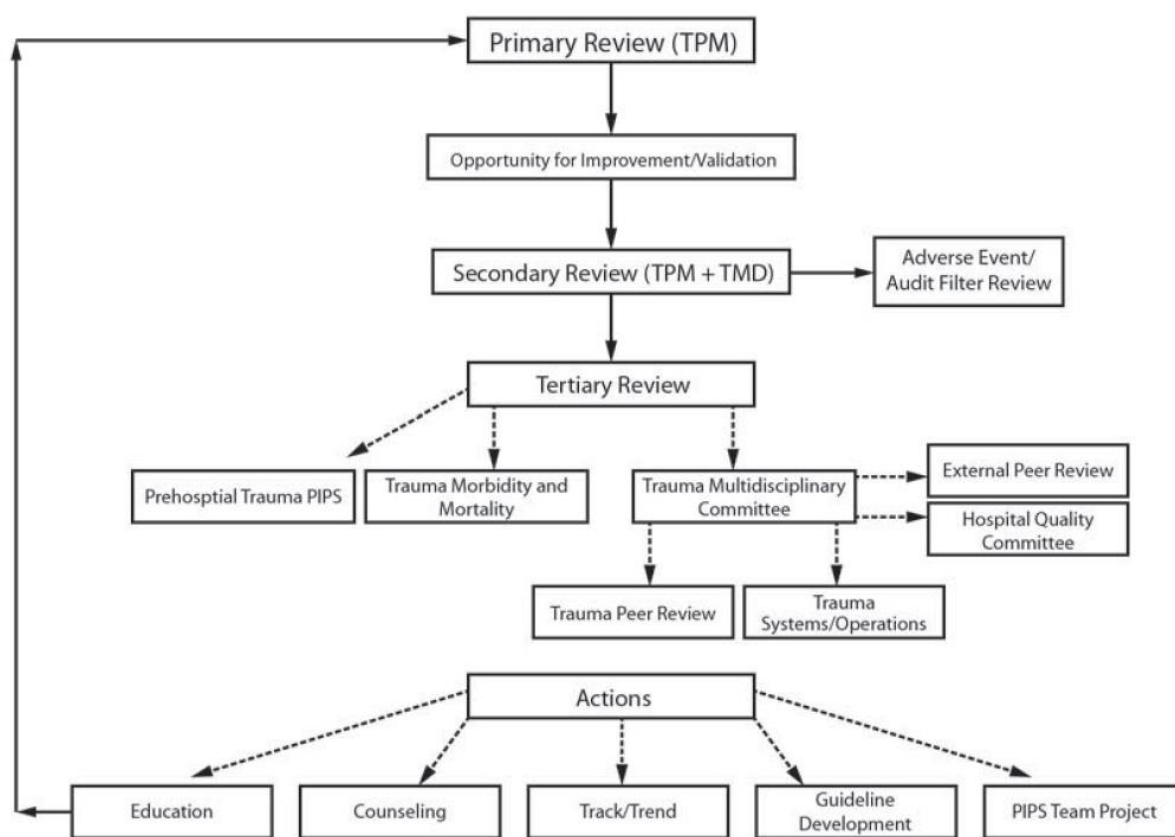 Primary Review (TPM)
Opportunity for Improvement/Validation
Secondary Review (TPM + TMD)
Adverse Event/
Audit Filter Review
Tertiary Review
Prehosptial Trauma PIPS
Trauma Morbidity and
Mortality
Trauma Multidisciplinary
Committee
External Peer Review
Hospital Quality
Committee
Trauma Peer Review
Trauma
Systems/Operations
Actions
Education
Counseling
Track/Trend
Guideline
Development
PIPS Team Project